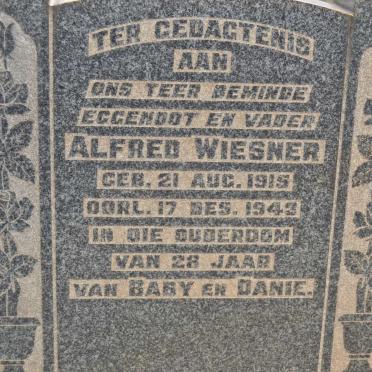 TER GEDAGTENIS
AAN
ONS TEER BEMINDE
EGGENOOT EN VADER
ALFRED WIESNER
GEB. 21 AUG. 1915
OORL. 17 DES. 1943
IN DIE OUDERDOM
VAN 28 JAAR
VAN BABY EN DANIE.